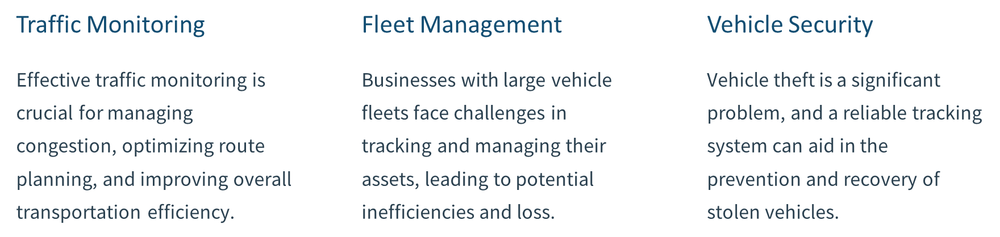 Traffic Monitoring
Effective traffic monitoring is
crucial for managing
congestion, optimizing route
planning, and improving overall
transportation efficiency.
Fleet Management
Businesses with large vehicle
fleets face challenges in
tracking and managing their
assets, leading to potential
inefficiencies and loss.
Vehicle Security
Vehicle theft is a significant
problem, and a reliable tracking
system can aid in the
prevention and recovery of
stolen vehicles.